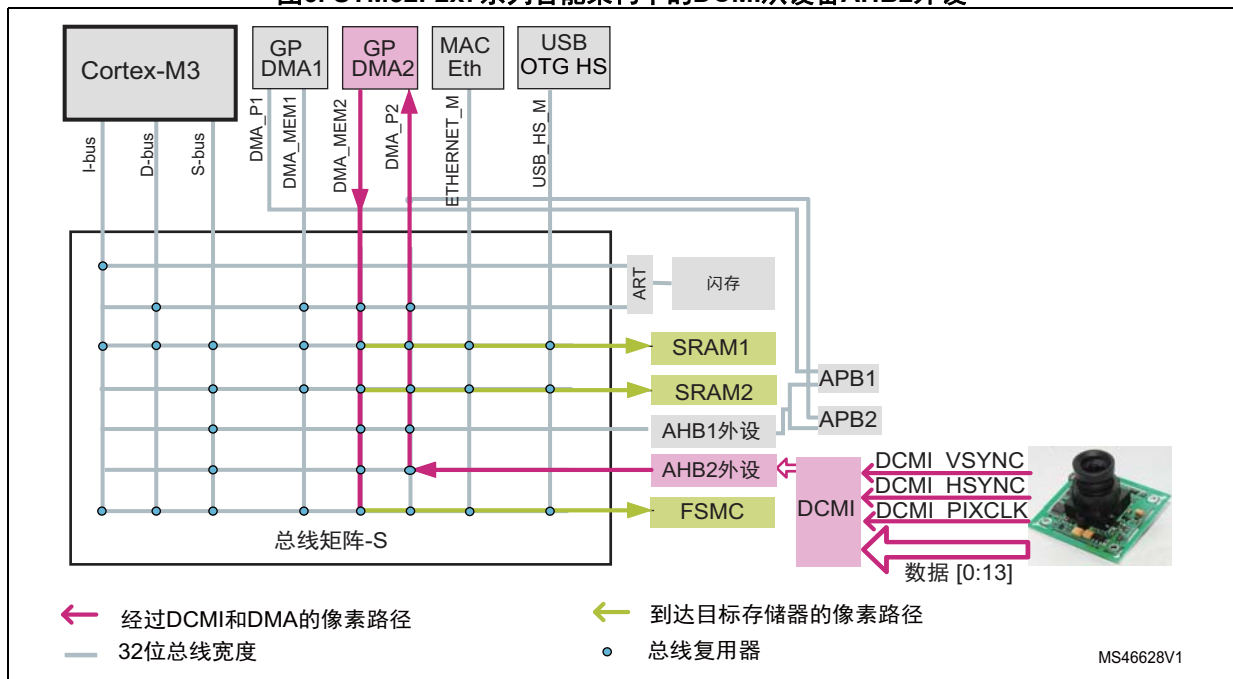 Cortex-M3
GP
DMA1
GP
DMA2
MAC
Eth
USB
OTG HS
I-bus
D-bus
S-bus
DMA_P1
DMA_MEM1
DMA_MEM2
DMA_P2
ETHERNET_M
USB_HS_M
ART
闪存
SRAM1
SRAM2
AHB1外设
AHB2外设
FSMC
APB1
APB2
DCMI
DCMI_VSYNC
DCMI_HSYNC
DCMI_PIXCLK
数据 [0:13]
总线矩阵-S
经过DCMI和DMA的像素路径
到达目标存储器的像素路径
32位总线宽度
总线复用器
MS46628V1